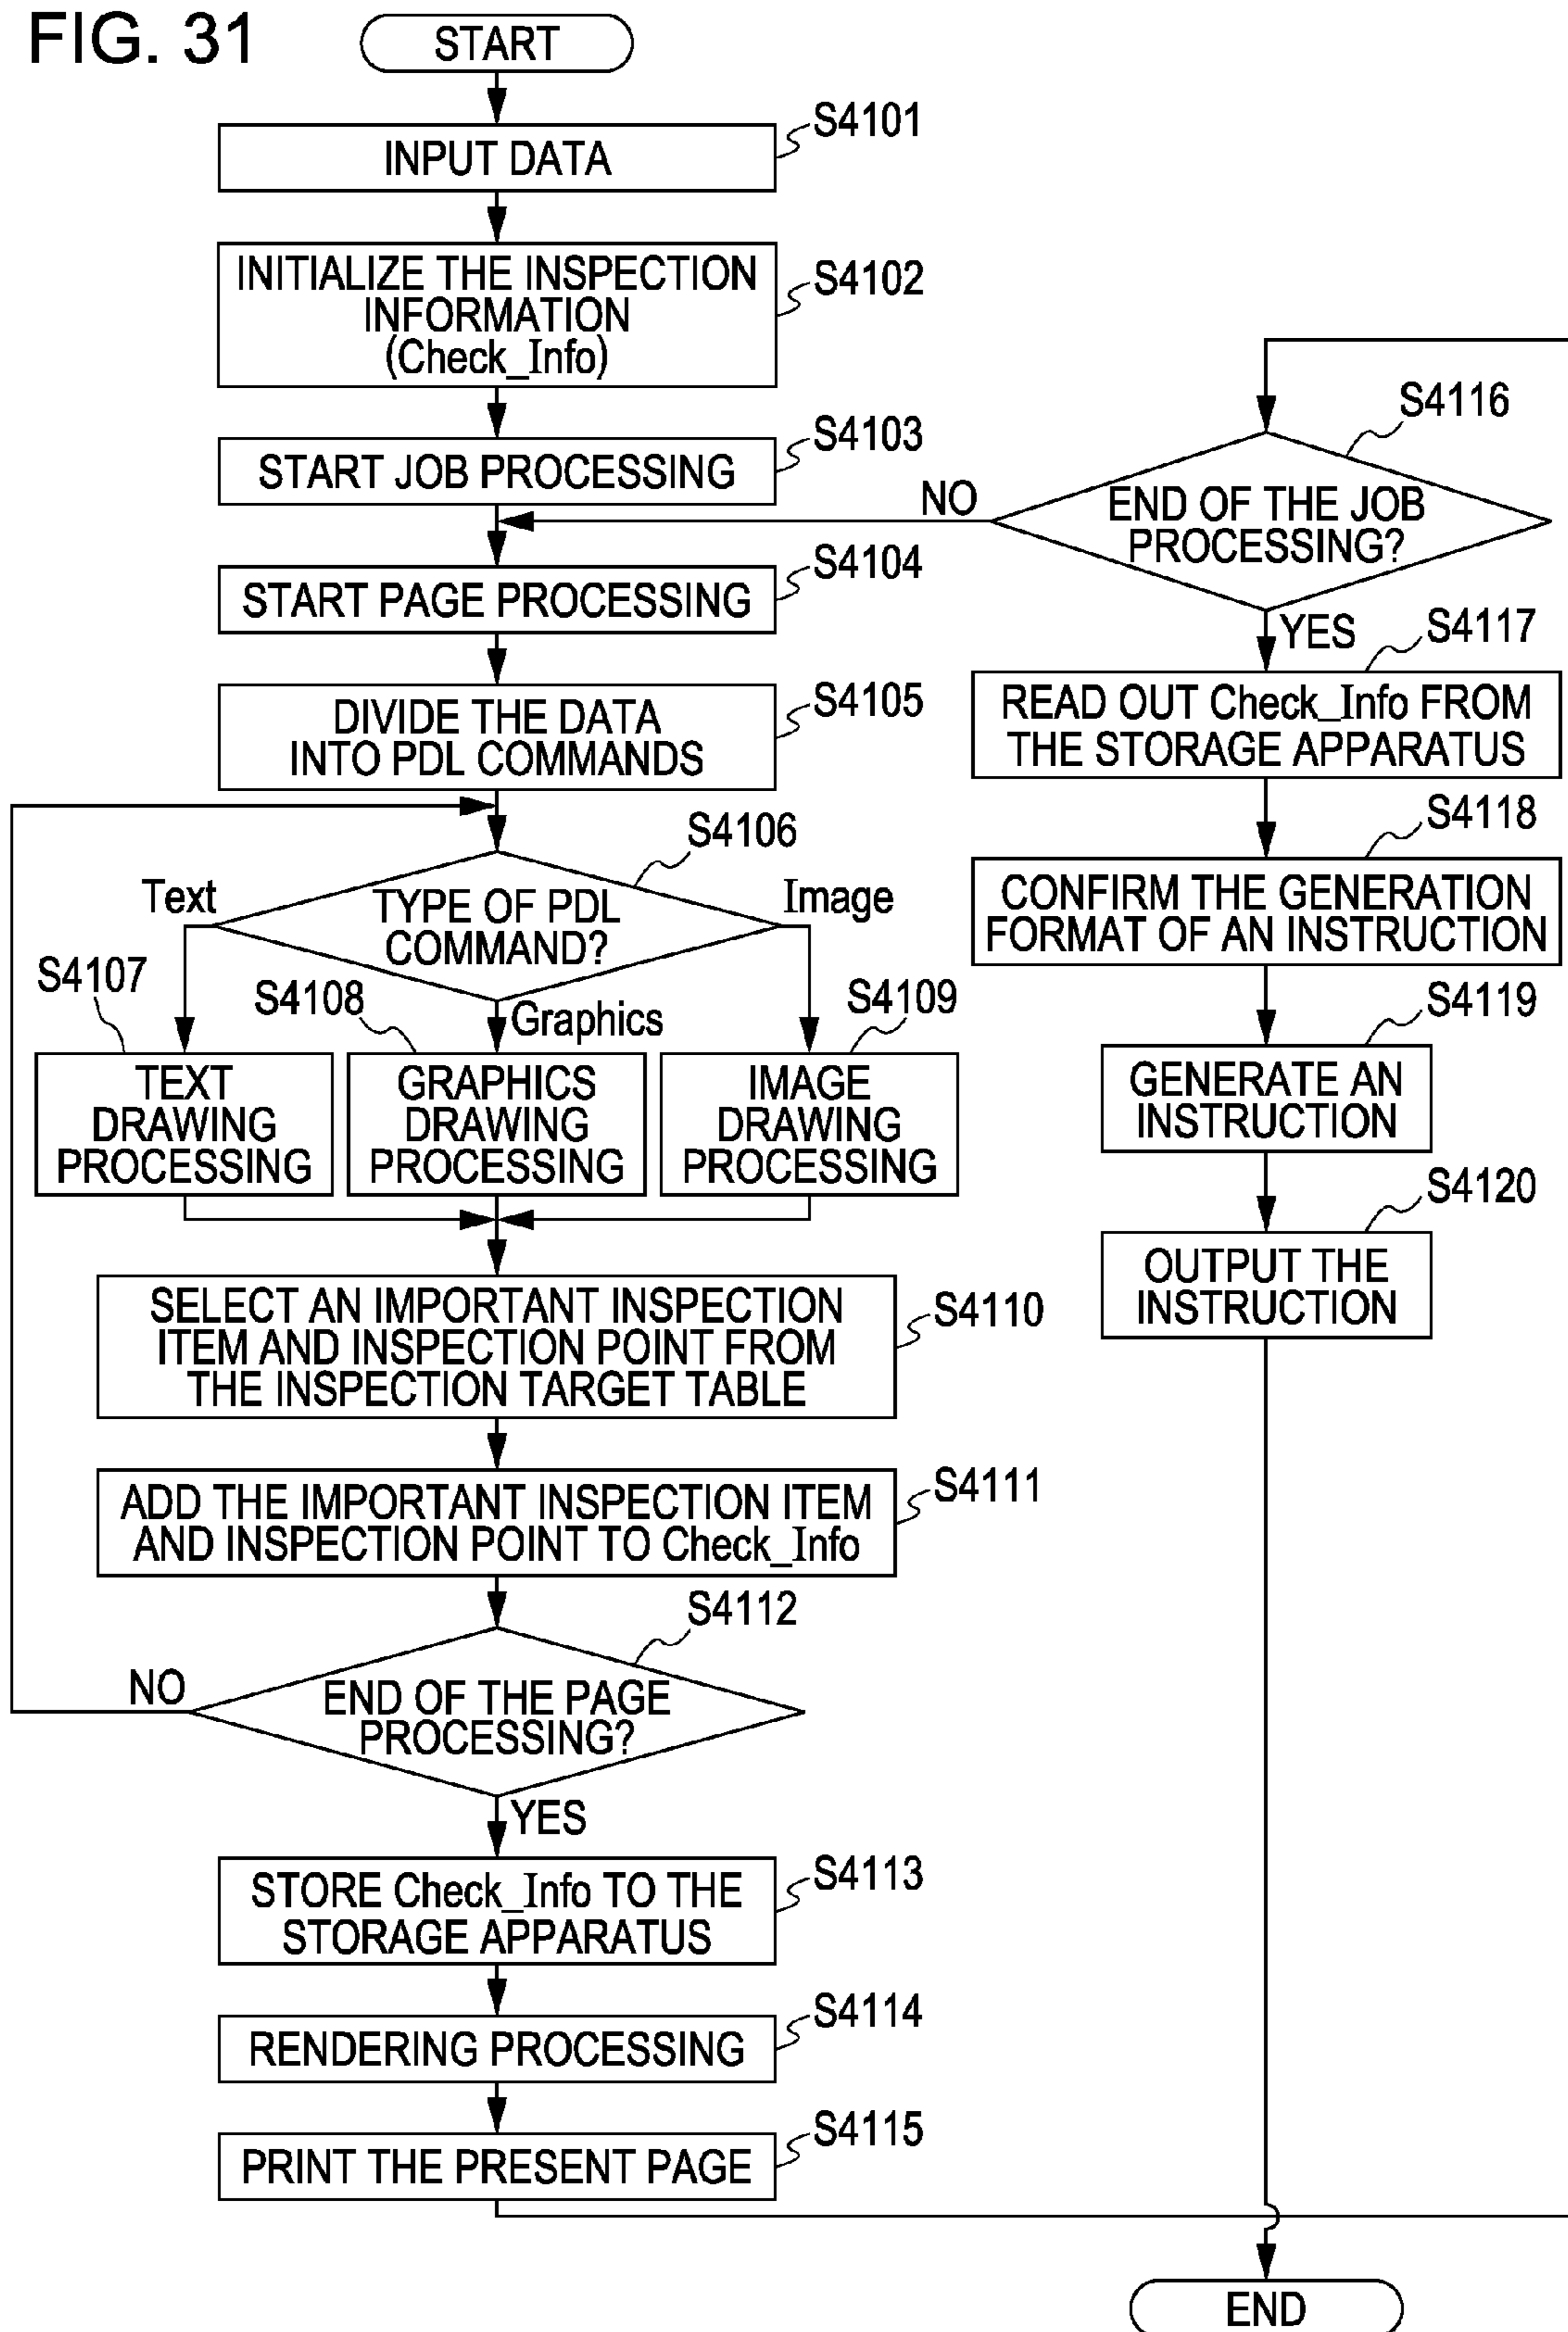 FIG. 31
START
S4101
INPUT DATA
S4102
INITIALIZE THE INSPECTION
INFORMATION
(Check_Info)
S4103
START JOB PROCESSING
S4104
START PAGE PROCESSING
S4105
DIVIDE THE DATA
INTO PDL COMMANDS
S4106
TYPE OF PDL
COMMAND?
Text
Image
Graphics
S4107
TEXT
DRAWING
PROCESSING
S4108
GRAPHICS
DRAWING
PROCESSING
S4109
IMAGE
DRAWING
PROCESSING
S4110
SELECT AN IMPORTANT INSPECTION
ITEM AND INSPECTION POINT FROM
THE INSPECTION TARGET TABLE
S4111
ADD THE IMPORTANT INSPECTION ITEM
AND INSPECTION POINT TO Check_Info
S4112
END OF THE PAGE
PROCESSING?
NO
YES
S4113
STORE Check_Info TO THE
STORAGE APPARATUS
S4114
RENDERING PROCESSING
S4115
PRINT THE PRESENT PAGE
S4116
END OF THE JOB
PROCESSING?
NO
YES
S4117
READ OUT Check_Info FROM
THE STORAGE APPARATUS
S4118
CONFIRM THE GENERATION
FORMAT OF AN INSTRUCTION
S4119
GENERATE AN
INSTRUCTION
S4120
OUTPUT THE
INSTRUCTION
END